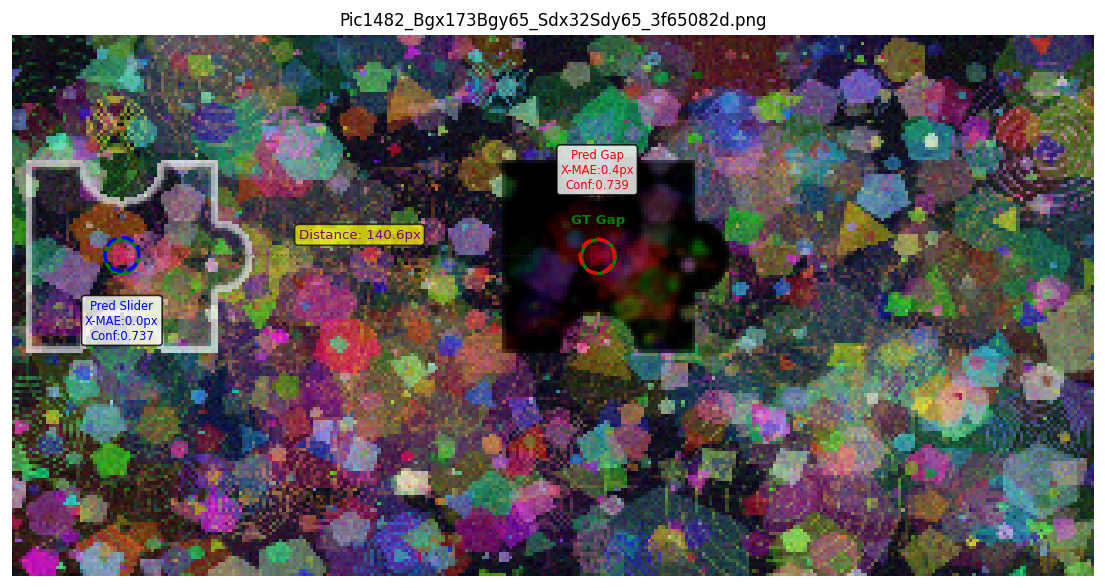 Pic1482_Bgx173Bgy65_Sdx32Sdy65_3f65082d.png
Pred Gap
X-MAE:0.4px
Conf:0.739
GT Gap
Distance: 140.6px
Pred Slider
X-MAE:0.0px
Conf:0.737